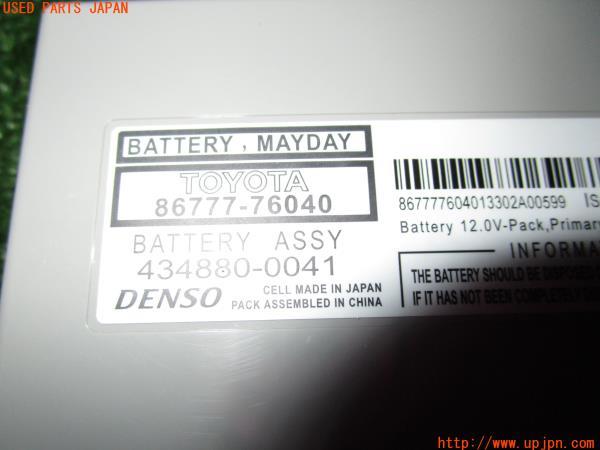 USED PARTS JAPAN
BATTERY , MAYDAY
TOYOTA
86777-76040
BATTERY ASSY
434880-0041
DENSO
CELL MADE IN JAPAN
PACK ASSEMBLED IN CHINA
867777604013302A00599 IS
Battery 12.0V-Pack,Primary
INFORMA
THE BATTERY SHOULD BE DISPOSED
IF IT HAS NOT BEEN COMPLETELY
http://www.upjpn.com